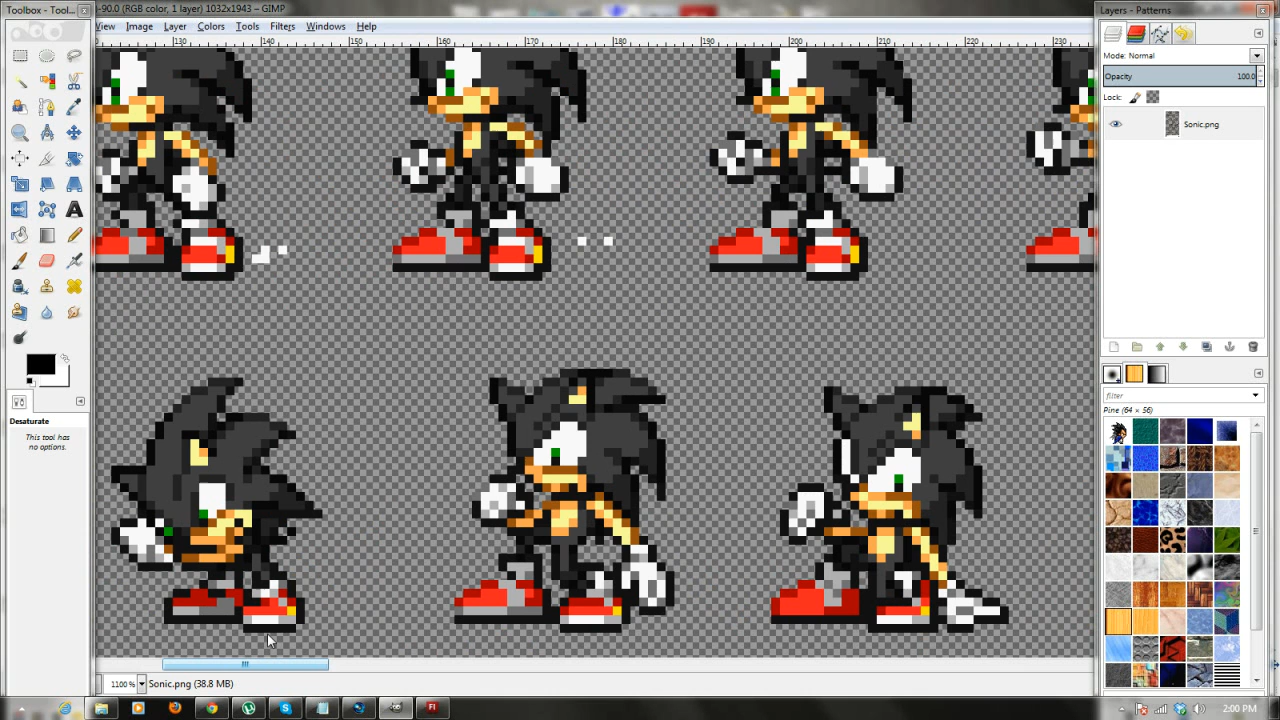 Toolbox - Tool...
-90.0 (RGB color, 1 layer) 1032x1943 – GIMP
Layers - Patterns
View Image Layer Colors Tools Filters Windows Help
130 140 150 160 170 180 190 200 210 220 230
Mode: Normal
Opacity 100.0
Lock:
Sonic.png
Desaturate
This tool has
no options.
filter
Pine (64 × 56)
1100 % Sonic.png (38.8 MB)
2:00 PM